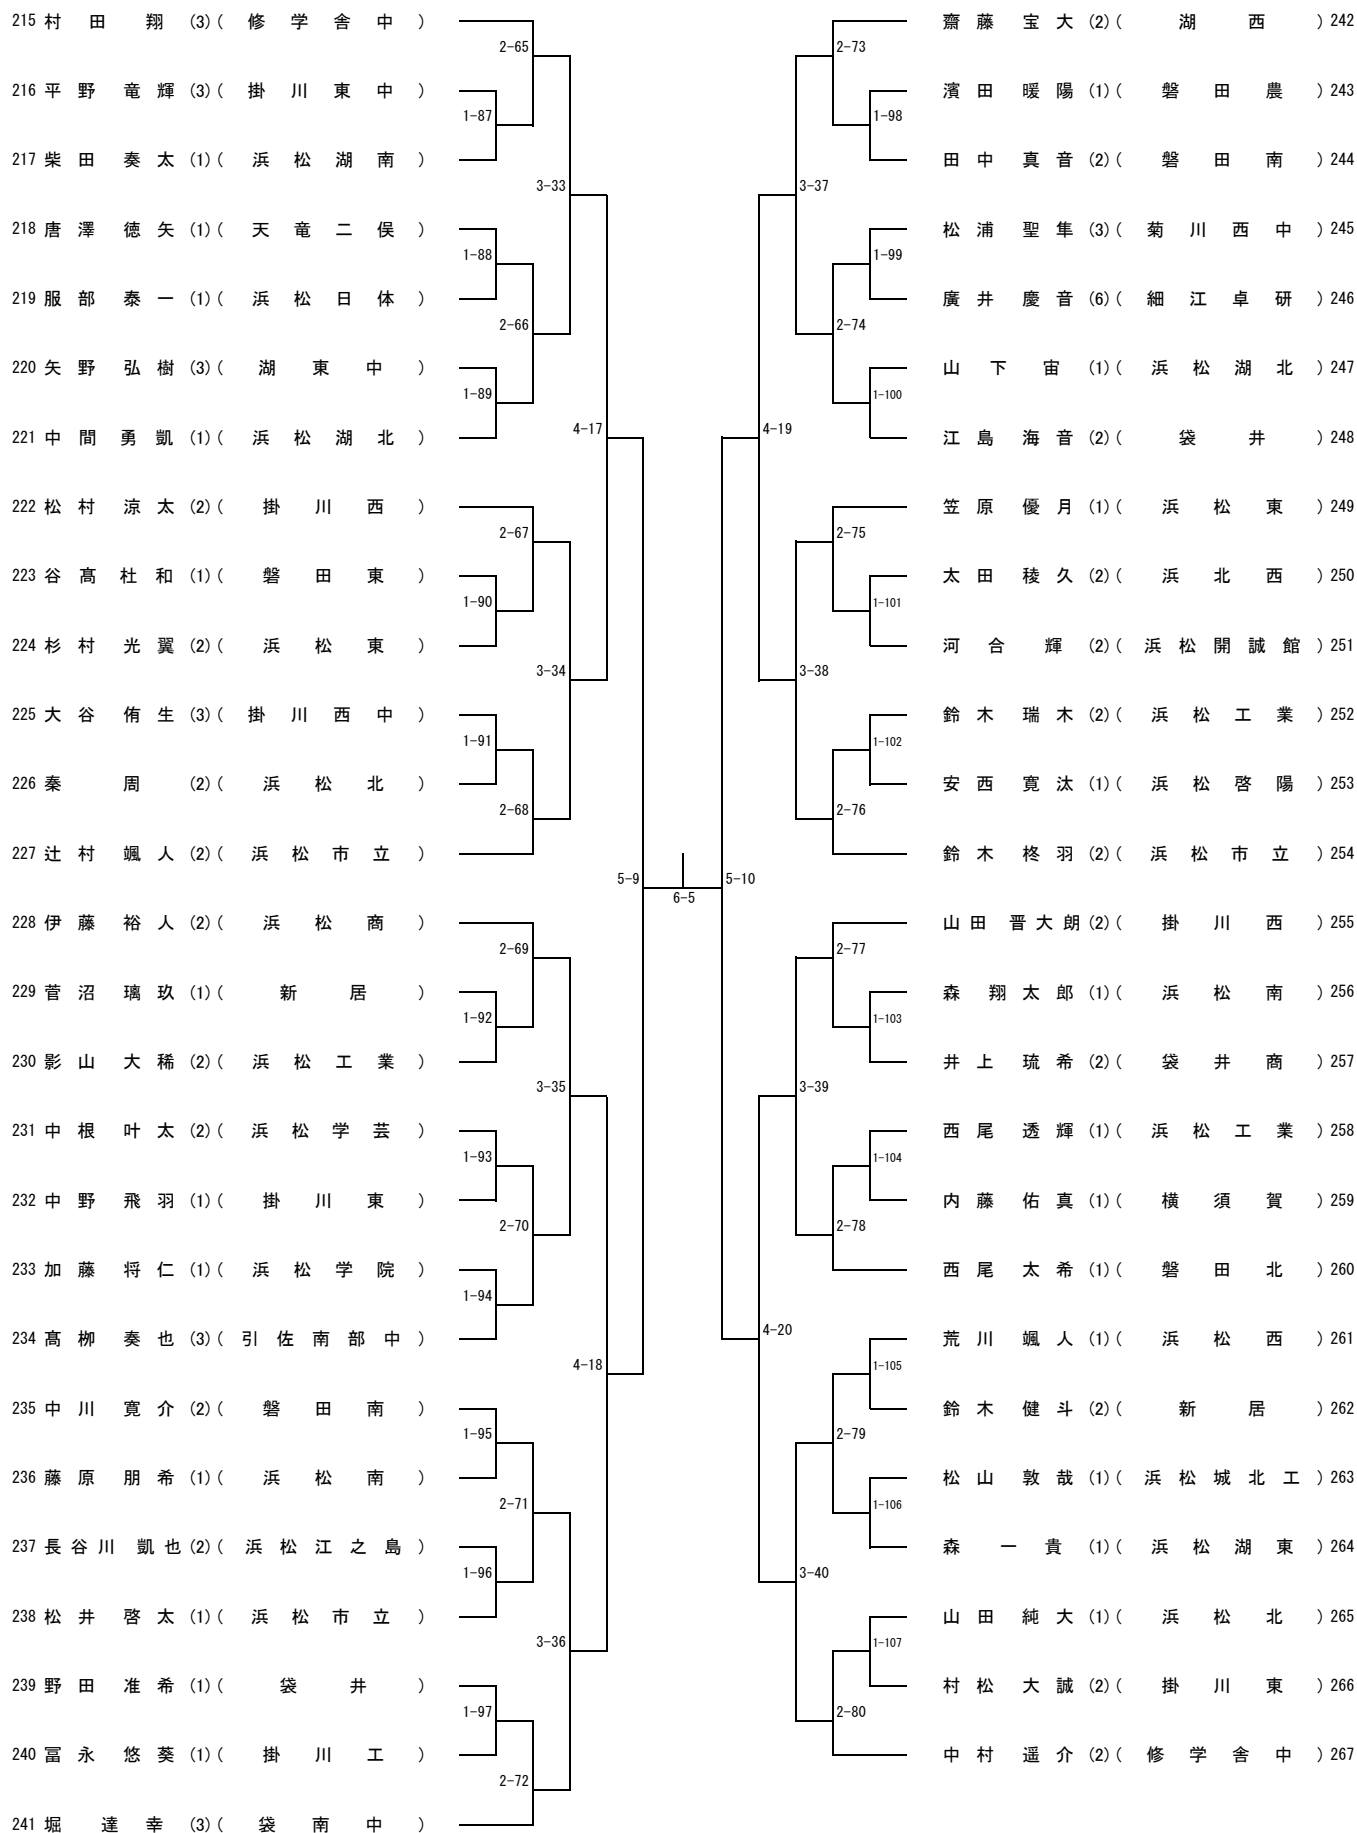 215 村田 翔 (3) ( 修学舎中 )
2-65
216 平野 竜輝 (3) ( 掛川東中 )
1-87
217 柴田 奏太 (1) ( 浜松湖南 )
3-33
218 唐澤 徳矢 (1) ( 天竜二俣 )
1-88
219 服部 泰一 (1) ( 浜松日体 )
2-66
220 矢野 弘樹 (3) ( 湖東中 )
1-89
221 中間 勇凱 (1) ( 浜松湖北 )
4-17
222 松村 涼太 (2) ( 掛川西 )
2-67
223 谷髙 杜和 (1) ( 磐田東 )
1-90
224 杉村 光翼 (2) ( 浜松東 )
3-34
225 大谷 侑生 (3) ( 掛川西中 )
1-91
226 秦 周 (2) ( 浜松北 )
2-68
227 辻村 颯人 (2) ( 浜松市立 )
5-9
228 伊藤 裕人 (2) ( 浜松商 )
2-69
229 菅沼 璃玖 (1) ( 新居 )
1-92
230 影山 大稀 (2) ( 浜松工業 )
3-35
231 中根 叶太 (2) ( 浜松学芸 )
1-93
232 中野 飛羽 (1) ( 掛川東 )
2-70
233 加藤 将仁 (1) ( 浜松学院 )
1-94
234 髙栁 奏也 (3) ( 引佐南部中 )
4-18
235 中川 寛介 (2) ( 磐田南 )
1-95
236 藤原 朋希 (1) ( 浜松南 )
2-71
237 長谷川 凱也 (2) ( 浜松江之島 )
1-96
238 松井 啓太 (1) ( 浜松市立 )
3-36
239 野田 准希 (1) ( 袋井 )
1-97
240 冨永 悠葵 (1) ( 掛川工 )
2-72
241 堀 達幸 (3) ( 袋南中 )
6-5
齋藤 宝大 (2) ( 湖西 ) 242
2-73
濱田 暖陽 (1) ( 磐田農 ) 243
1-98
田中 真音 (2) ( 磐田南 ) 244
3-37
松浦 聖隼 (3) ( 菊川西中 ) 245
1-99
廣井 慶音 (6) ( 細江卓研 ) 246
2-74
山下 宙 (1) ( 浜松湖北 ) 247
1-100
江島 海音 (2) ( 袋井 ) 248
4-19
笠原 優月 (1) ( 浜松東 ) 249
2-75
太田 稜久 (2) ( 浜北西 ) 250
1-101
河合 輝 (2) ( 浜松開誠館 ) 251
3-38
鈴木 瑞木 (2) ( 浜松工業 ) 252
1-102
安西 寛汰 (1) ( 浜松啓陽 ) 253
2-76
鈴木 柊羽 (2) ( 浜松市立 ) 254
5-10
山田 晋大朗 (2) ( 掛川西 ) 255
2-77
森 翔太郎 (1) ( 浜松南 ) 256
1-103
井上 琉希 (2) ( 袋井商 ) 257
3-39
西尾 透輝 (1) ( 浜松工業 ) 258
1-104
内藤 佑真 (1) ( 横須賀 ) 259
2-78
西尾 太希 (1) ( 磐田北 ) 260
4-20
荒川 颯人 (1) ( 浜松西 ) 261
1-105
鈴木 健斗 (2) ( 新居 ) 262
2-79
松山 敦哉 (1) ( 浜松城北工 ) 263
1-106
森 一貴 (1) ( 浜松湖東 ) 264
3-40
山田 純大 (1) ( 浜松北 ) 265
1-107
村松 大誠 (2) ( 掛川東 ) 266
2-80
中村 遥介 (2) ( 修学舎中 ) 267